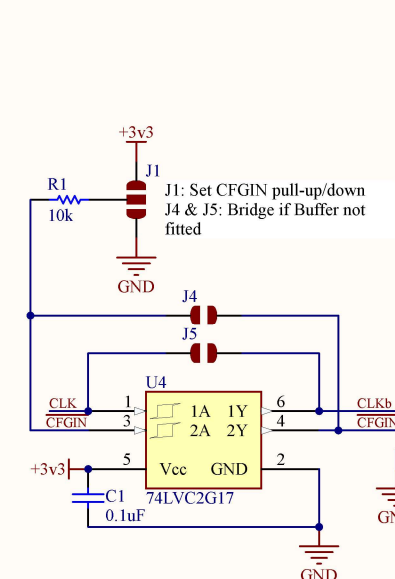 +3v3
J1
R1
10k
J1: Set CFGIN pull-up/down
J4 & J5: Bridge if Buffer not
fitted
GND
J4
J5
U4
CLK
1
1A
1Y
6
CLKb
CFGIN
3
2A
2Y
4
CFGIN
+3v3
5
Vcc
GND
2
C1
0.1uF
74LVC2G17
GND